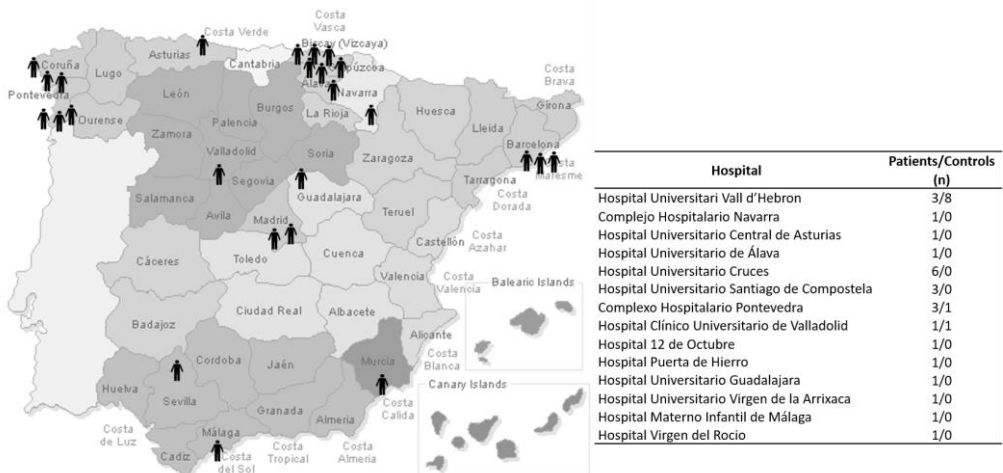 Costa
Vasca
Costa Verde
Biscay (Vizcaya)
Asturias
Cantabria
Coruña
Lugo
Álava
Navarra
Costa
Brava
Pontevedra
Ourense
León
Burgos
Palencia
La Rioja
Huesca
Lleida
Girona
Barcelona
Costa
Maresme
Zamora
Valladolid
Soria
Zaragoza
Tarragona
Costa
Dorada
Salamanca
Segovia
Avila
Guadalajara
Madrid
Teruel
Castellón
Costa
Azahar
Cáceres
Toledo
Cuenca
Valencia
Costa
Valencia
Balearic Islands
Badajoz
Ciudad Real
Albacete
Alicante
Costa
Blanca
Huelva
Cordoba
Jaén
Murcia
Costa
Calida
Canary Islands
Sevilla
Granada
Almeria
Costa
de Luz
Málaga
Cadiz
Costa
del Sol
Costa
Tropical
Costa
Almeria
Hospital Patients/Controls
(n)
Hospital Universitari Vall d’Hebron 3/8
Complejo Hospitalario Navarra 1/0
Hospital Universitario Central de Asturias 1/0
Hospital Universitario de Álava 1/0
Hospital Universitario Cruces 6/0
Hospital Universitario Santiago de Compostela 3/0
Complexo Hospitalario Pontevedra 3/1
Hospital Clínico Universitario de Valladolid 1/1
Hospital 12 de Octubre 1/0
Hospital Puerta de Hierro 1/0
Hospital Universitario Guadalajara 1/0
Hospital Universitario Virgen de la Arrixaca 1/0
Hospital Materno Infantil de Málaga 1/0
Hospital Virgen del Rocio 1/0